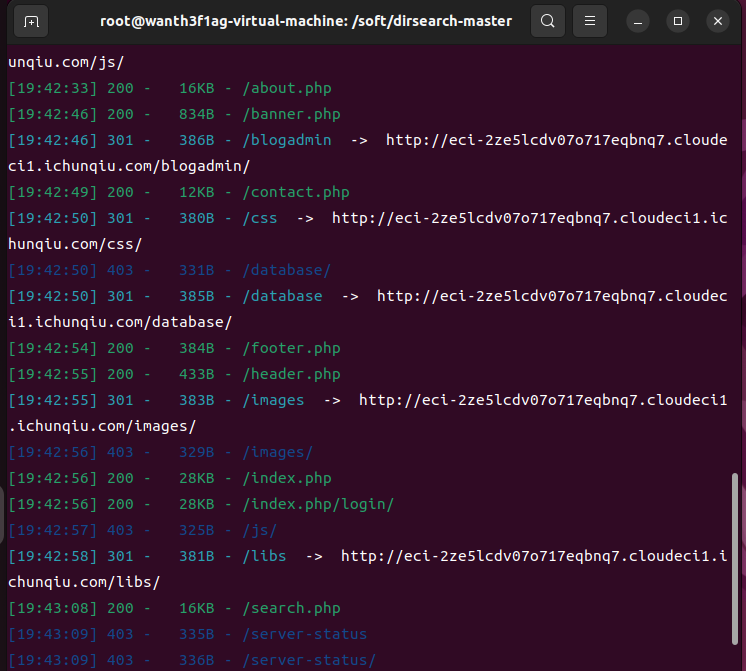 root@wanth3f1ag-virtual-machine: /soft/dirsearch-master
unqiu.com/js/
[19:42:33] 200 -   16KB - /about.php
[19:42:46] 200 -   834B - /banner.php
[19:42:46] 301 -   386B - /blogadmin  ->  http://eci-2ze5lcdv07o717eqbnq7.cloude
ci1.ichunqiu.com/blogadmin/
[19:42:49] 200 -   12KB - /contact.php
[19:42:50] 301 -   380B - /css  ->  http://eci-2ze5lcdv07o717eqbnq7.cloudeci1.ic
hunqiu.com/css/
[19:42:50] 403 -   331B - /database/
[19:42:50] 301 -   385B - /database  ->  http://eci-2ze5lcdv07o717eqbnq7.cloudec
i1.ichunqiu.com/database/
[19:42:54] 200 -   384B - /footer.php
[19:42:55] 200 -   433B - /header.php
[19:42:55] 301 -   383B - /images  ->  http://eci-2ze5lcdv07o717eqbnq7.cloudeci1
.ichunqiu.com/images/
[19:42:56] 403 -   329B - /images/
[19:42:56] 200 -   28KB - /index.php
[19:42:56] 200 -   28KB - /index.php/login/
[19:42:57] 403 -   325B - /js/
[19:42:58] 301 -   381B - /libs  ->  http://eci-2ze5lcdv07o717eqbnq7.cloudeci1.i
chunqiu.com/libs/
[19:43:08] 200 -   16KB - /search.php
[19:43:09] 403 -   335B - /server-status
[19:43:09] 403 -   336B - /server-status/